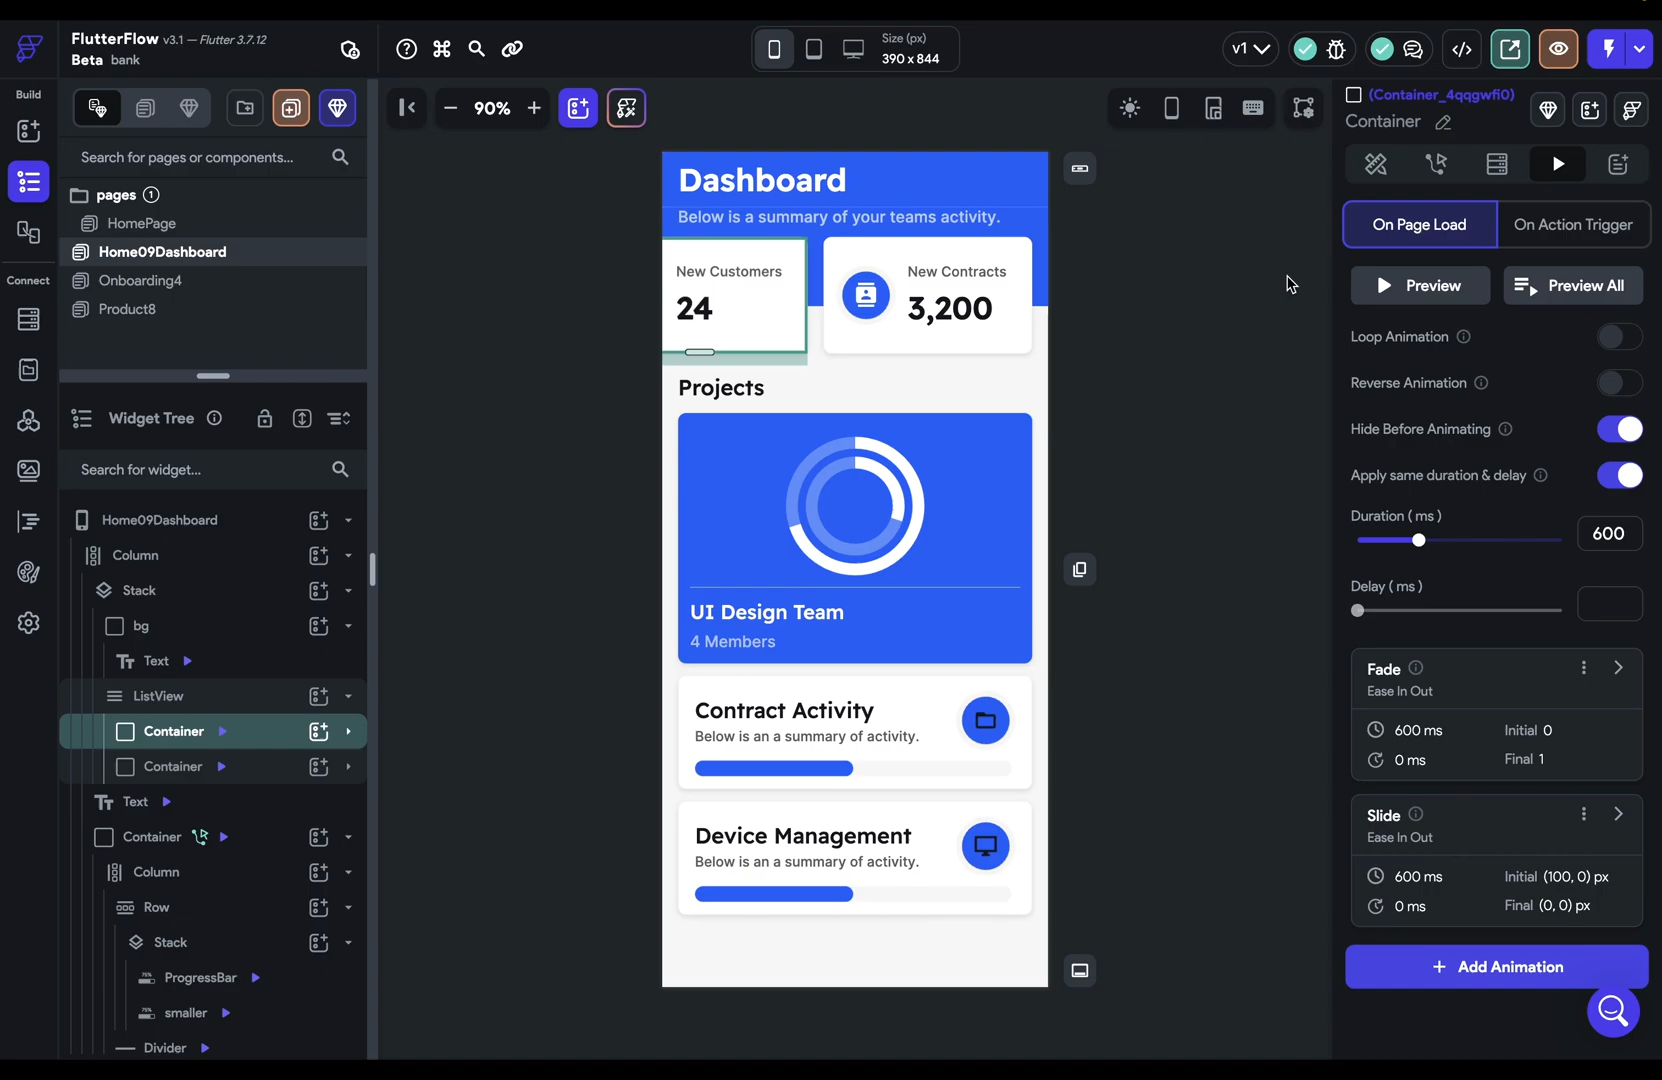 FlutterFlow v3.1 – Flutter 3.7.12
Beta bank
Size (px)
390 x 844
v1
Build
90%
(Container_4qqgwfi0)
Container
Search for pages or components...
pages 1
HomePage
Home09Dashboard
Onboarding4
Product8
Connect
Widget Tree
Search for widget...
Home09Dashboard
Column
Stack
bg
Text
ListView
Container
Container
Text
Container
Column
Row
Stack
ProgressBar
smaller
Divider
Dashboard
Below is a summary of your teams activity.
New Customers
24
New Contracts
3,200
Projects
UI Design Team
4 Members
Contract Activity
Below is an a summary of activity.
Device Management
Below is an a summary of activity.
On Page Load
On Action Trigger
Preview
Preview All
Loop Animation
Reverse Animation
Hide Before Animating
Apply same duration & delay
Duration ( ms )
600
Delay ( ms )
Fade
Ease In Out
600 ms Initial 0
0 ms Final 1
Slide
Ease In Out
600 ms Initial (100, 0) px
0 ms Final (0, 0) px
+ Add Animation